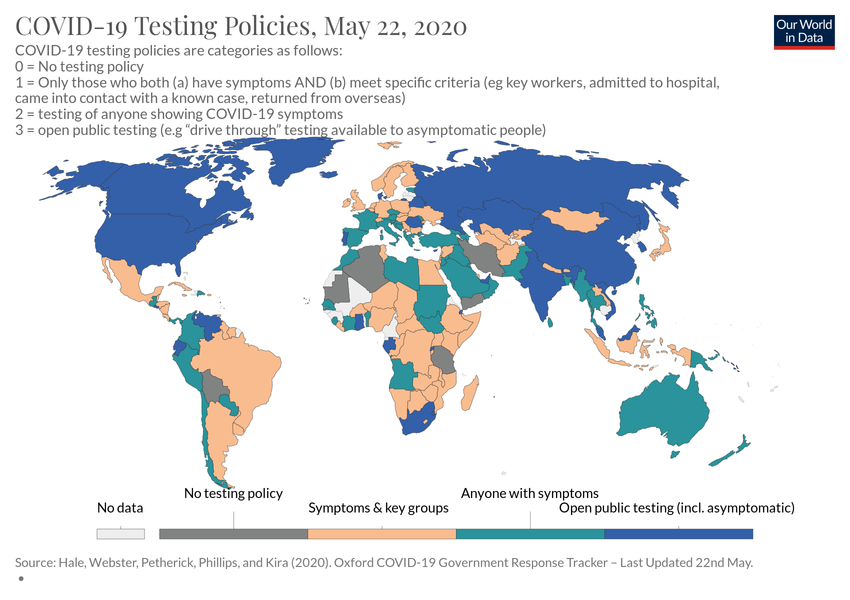 COVID-19 Testing Policies, May 22, 2020
Our World
in Data
COVID-19 testing policies are categories as follows:
0 = No testing policy
1 = Only those who both (a) have symptoms AND (b) meet specific criteria (eg key workers, admitted to hospital,
came into contact with a known case, returned from overseas)
2 = testing of anyone showing COVID-19 symptoms
3 = open public testing (e.g “drive through” testing available to asymptomatic people)
No testing policy
Anyone with symptoms
No data
Symptoms & key groups
Open public testing (incl. asymptomatic)
Source: Hale, Webster, Petherick, Phillips, and Kira (2020). Oxford COVID-19 Government Response Tracker – Last Updated 22nd May.